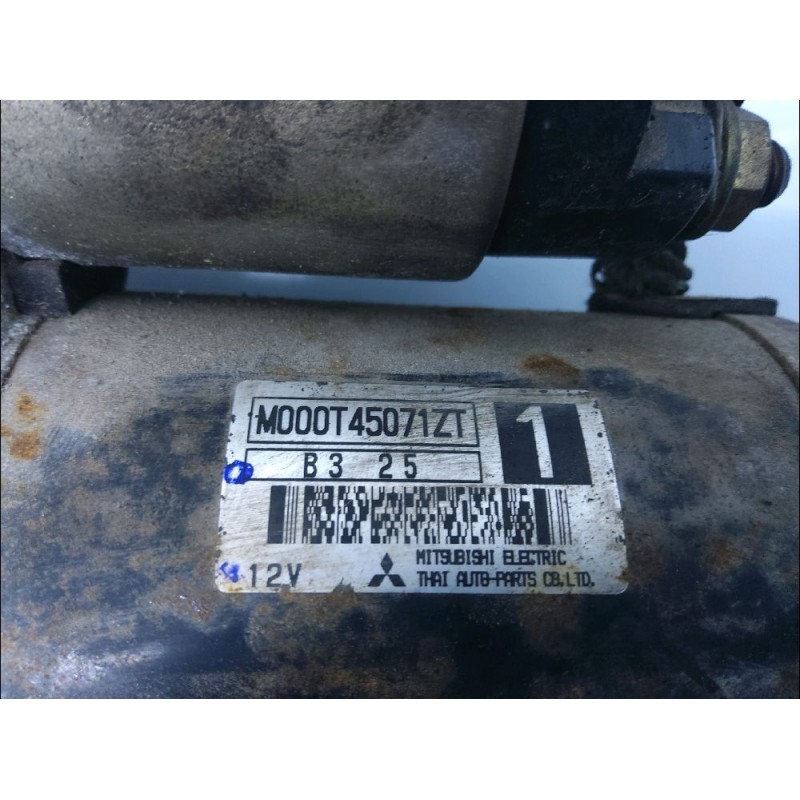 M000T45071ZT
1
B3 25
12V
MITSUBISHI ELECTRIC
THAI AUTO-PARTS CO.,LTD.